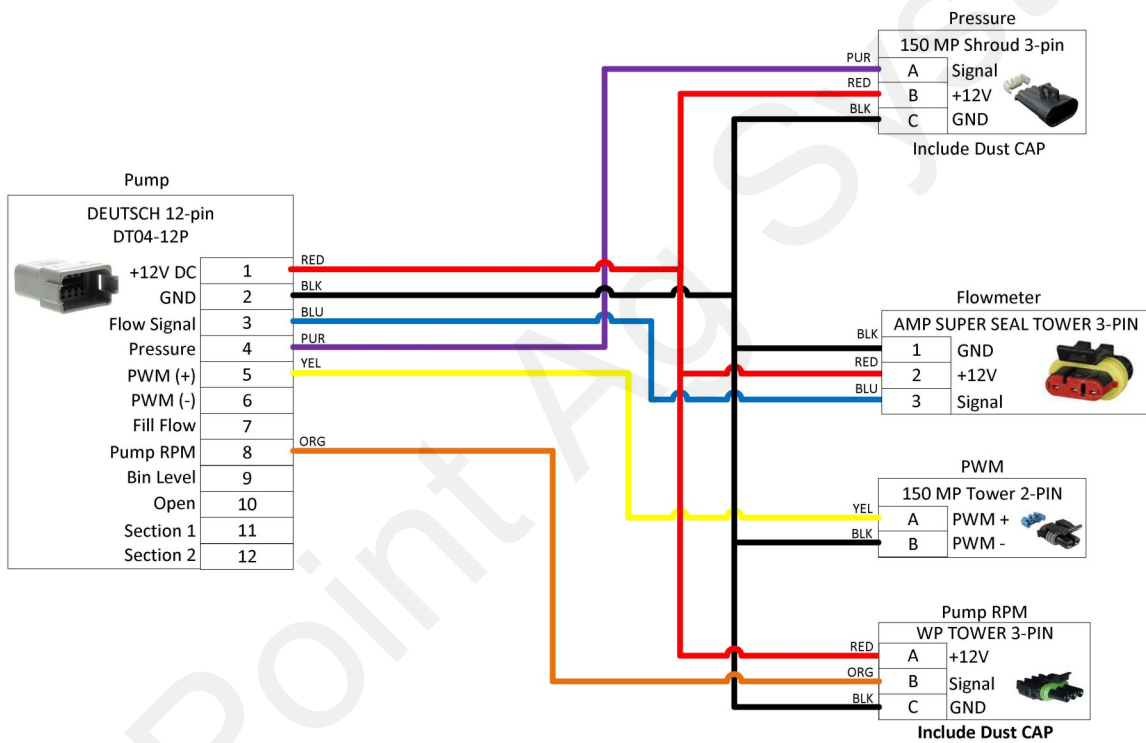 Pressure
150 MP Shroud 3-pin
PUR A Signal
RED B +12V
BLK C GND
Include Dust CAP
Pump
DEUTSCH 12-pin
DT04-12P
+12V DC 1 RED
GND 2 BLK
Flow Signal 3 BLU
Pressure 4 PUR
PWM (+) 5 YEL
PWM (-) 6
Fill Flow 7
Pump RPM 8 ORG
Bin Level 9
Open 10
Section 1 11
Section 2 12
Flowmeter
AMP SUPER SEAL TOWER 3-PIN
BLK 1 GND
RED 2 +12V
BLU 3 Signal
PWM
150 MP Tower 2-PIN
YEL A PWM +
BLK B PWM -
Pump RPM
WP TOWER 3-PIN
RED A +12V
ORG B Signal
BLK C GND
Include Dust CAP
Point Ag Syst